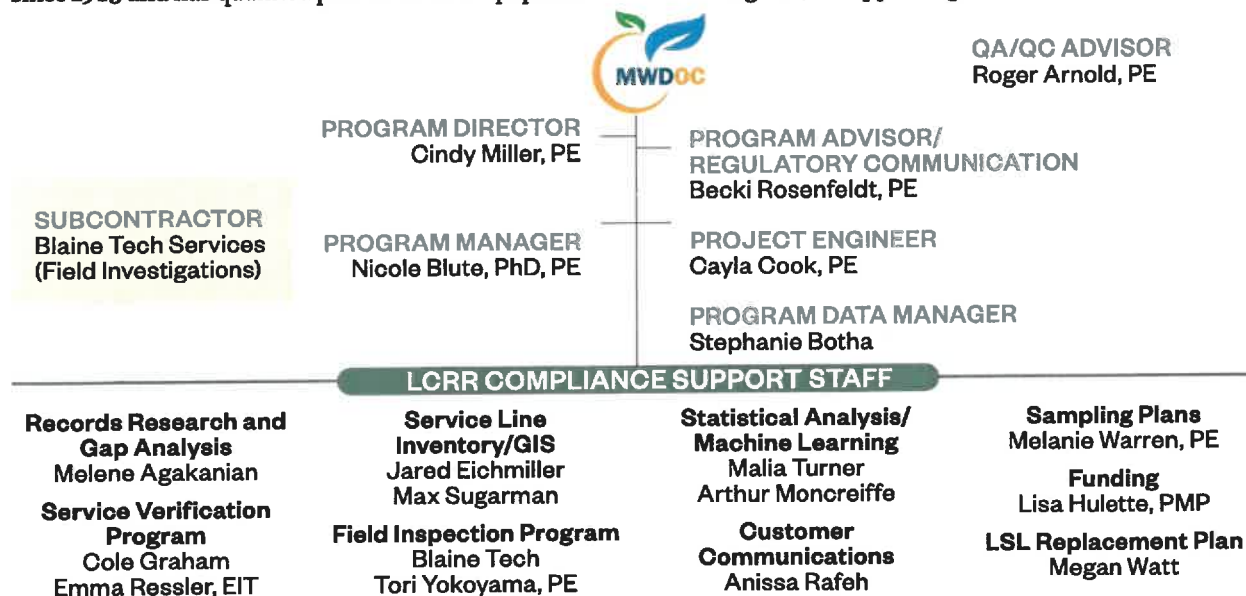 MWDOC
QA/QC ADVISOR
Roger Arnold, PE
PROGRAM DIRECTOR
Cindy Miller, PE
PROGRAM ADVISOR/
REGULATORY COMMUNICATION
Becki Rosenfeldt, PE
SUBCONTRACTOR
Blaine Tech Services
(Field Investigations)
PROGRAM MANAGER
Nicole Blute, PhD, PE
PROJECT ENGINEER
Cayla Cook, PE
PROGRAM DATA MANAGER
Stephanie Botha
LCRR COMPLIANCE SUPPORT STAFF
Records Research and
Gap Analysis
Melene Agakanian
Service Verification
Program
Cole Graham
Emma Ressler, EIT
Service Line
Inventory/GIS
Jared Eichmiller
Max Sugarman
Field Inspection Program
Blaine Tech
Tori Yokoyama, PE
Statistical Analysis/
Machine Learning
Malia Turner
Arthur Moncreiffe
Customer
Communications
Anissa Rafeh
Sampling Plans
Melanie Warren, PE
Funding
Lisa Hulette, PMP
LSL Replacement Plan
Megan Watt